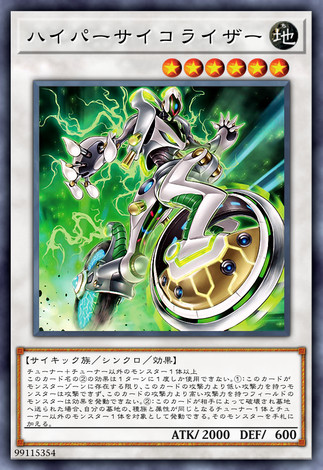 ハイパーサイコライザー 地
【サイキック族／シンクロ／効果】
チューナー＋チューナー以外のモンスター１体以上
このカード名の②の効果は１ターンに１度しか使用できない。①：このカードが
モンスターゾーンに存在する限り、このカードの攻撃力より低い攻撃力を持つモ
ンスターは攻撃できず、このカードの攻撃力より高い攻撃力を持つフィールドの
モンスターは効果を発動できない。②：このカードが相手によって破壊され墓地
へ送られた場合、自分の墓地の、種族と属性が同じとなるチューナー１体とチュー
ナー以外のモンスター１体を対象として発動できる。そのモンスターを手札に
加える。
ATK/ 2000 DEF/ 600
99115354